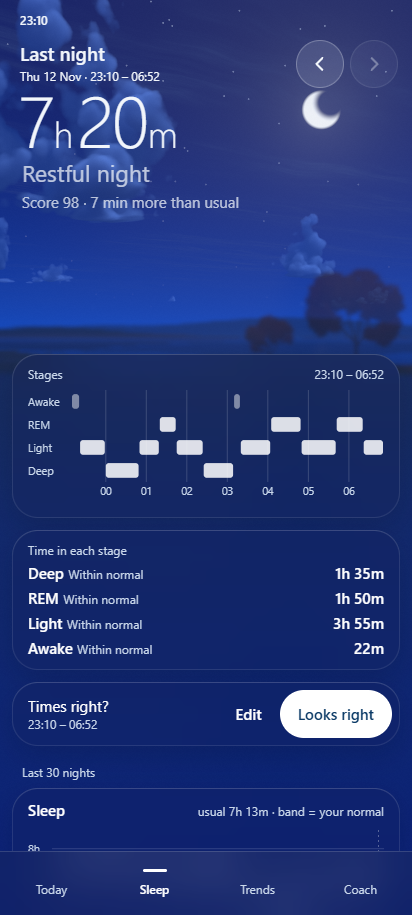 23:10
Last night
Thu 12 Nov · 23:10 – 06:52
7h 20m
Restful night
Score 98 · 7 min more than usual
Stages 23:10 – 06:52
Awake
REM
Light
Deep
00 01 02 03 04 05 06
Time in each stage
Deep Within normal 1h 35m
REM Within normal 1h 50m
Light Within normal 3h 55m
Awake Within normal 22m
Times right?
23:10 – 06:52
Edit Looks right
Last 30 nights
Sleep usual 7h 13m · band = your normal
8h
Today Sleep Trends Coach